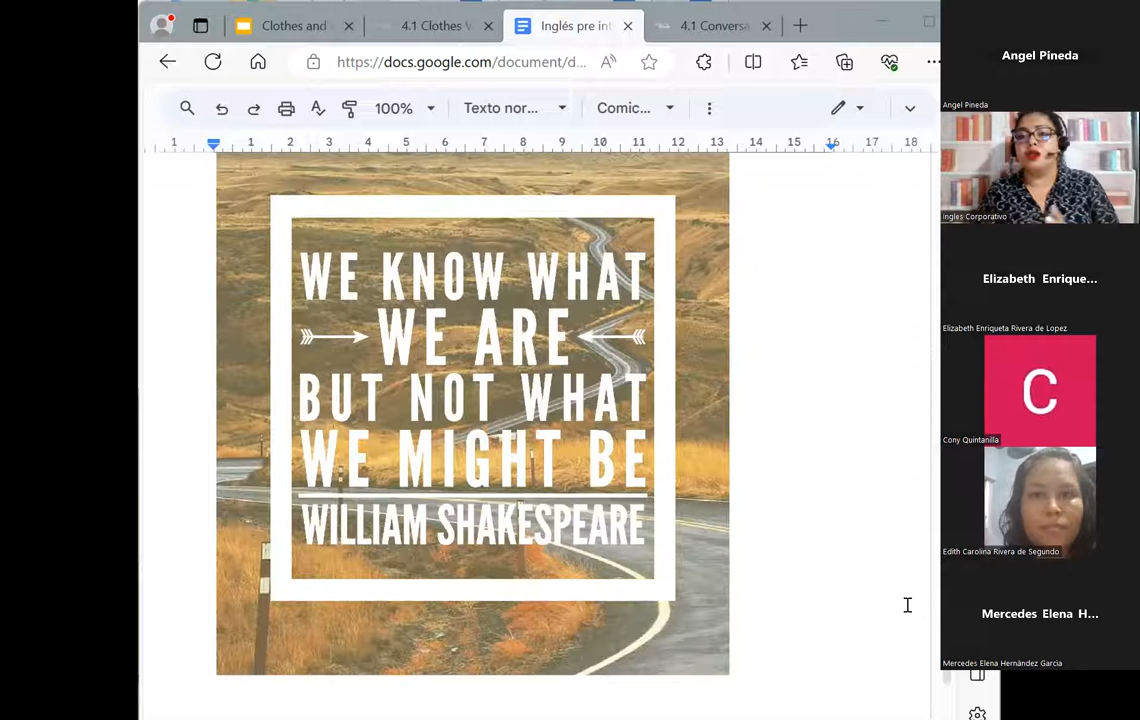 Clothes and
4.1 Clothes V
Inglés pre int
4.1 Conversa
https://docs.google.com/document/d...
100%
Texto nor...
Comic...
1 1 2 3 4 5 6 7 8 9 10 11 12 13 14 15 16 17 18
WE KNOW WHAT
WE ARE
BUT NOT WHAT
WE MIGHT BE
WILLIAM SHAKESPEARE
Angel Pineda
Angel Pineda
Ingles Corporativo
Elizabeth Enrique...
Elizabeth Enriqueta Rivera de Lopez
C
Cony Quintanilla
Edith Carolina Rivera de Segundo
Mercedes Elena H...
Mercedes Elena Hernández Garcia